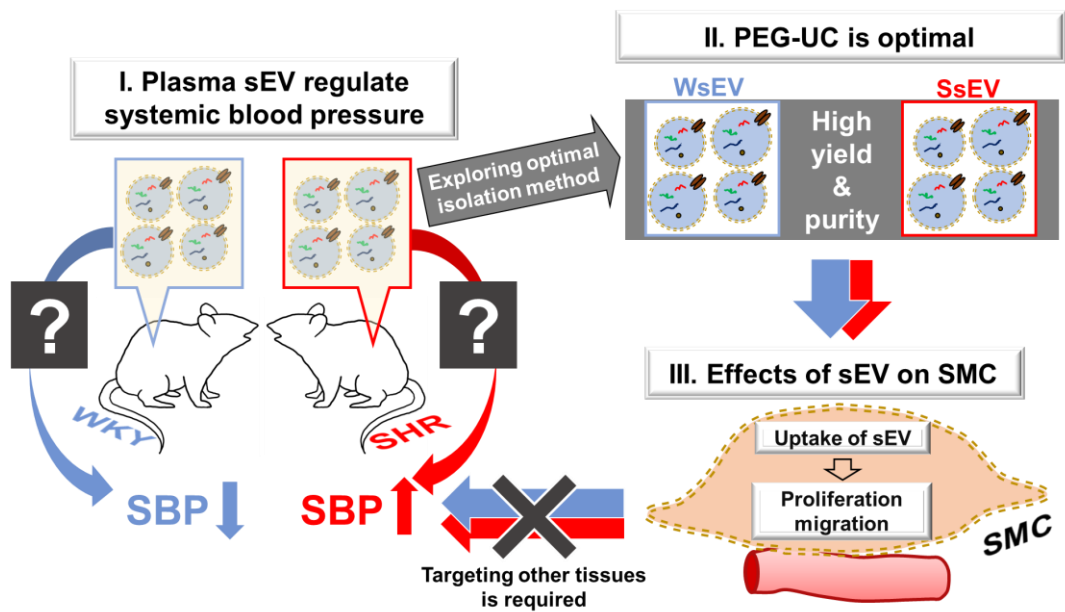 I. Plasma sEV regulate
systemic blood pressure
?
?
WKY
SHR
SBP
SBP
Exploring optimal
isolation method
II. PEG-UC is optimal
WsEV
SsEV
High
yield
&
purity
III. Effects of sEV on SMC
Uptake of sEV
Proliferation
migration
SMC
Targeting other tissues
is required